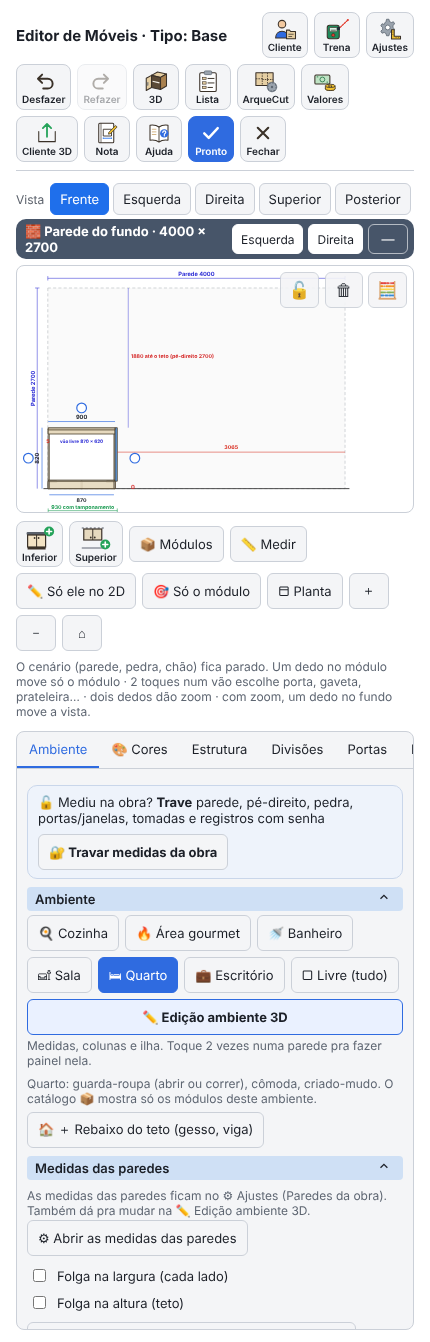 Editor de Móveis · Tipo: Base
Cliente
Trena
Ajustes
Desfazer
Refazer
3D
Lista
ArqueCut
Valores
Cliente 3D
Nota
Ajuda
Pronto
Fechar
Vista
Frente
Esquerda
Direita
Superior
Posterior
🧱 Parede do fundo · 4000 ×
2700
Esquerda
Direita
—
Parede 4000
Parede 2700
1880 até o teto (pé-direito 2700)
900
vão livre 870 × 620
820
3065
0
870
930 com tamponamento
Inferior
Superior
📦 Módulos
📏 Medir
✏️ Só ele no 2D
🎯 Só o módulo
Planta
+
−
⌂
O cenário (parede, pedra, chão) fica parado. Um dedo no módulo
move só o módulo · 2 toques num vão escolhe porta, gaveta,
prateleira... · dois dedos dão zoom · com zoom, um dedo no fundo
move a vista.
Ambiente
🎨 Cores
Estrutura
Divisões
Portas
🔓 Mediu na obra? Trave parede, pé-direito, pedra,
portas/janelas, tomadas e registros com senha
🔐 Travar medidas da obra
Ambiente
🍳 Cozinha
🔥 Área gourmet
🚿 Banheiro
🛋 Sala
🛏 Quarto
💼 Escritório
Livre (tudo)
✏️ Edição ambiente 3D
Medidas, colunas e ilha. Toque 2 vezes numa parede pra fazer
painel nela.
Quarto: guarda-roupa (abrir ou correr), cômoda, criado-mudo. O
catálogo 📦 mostra só os módulos deste ambiente.
🏠 + Rebaixo do teto (gesso, viga)
Medidas das paredes
As medidas das paredes ficam no ⚙ Ajustes (Paredes da obra).
Também dá pra mudar na ✏️ Edição ambiente 3D.
⚙ Abrir as medidas das paredes
Folga na largura (cada lado)
Folga na altura (teto)